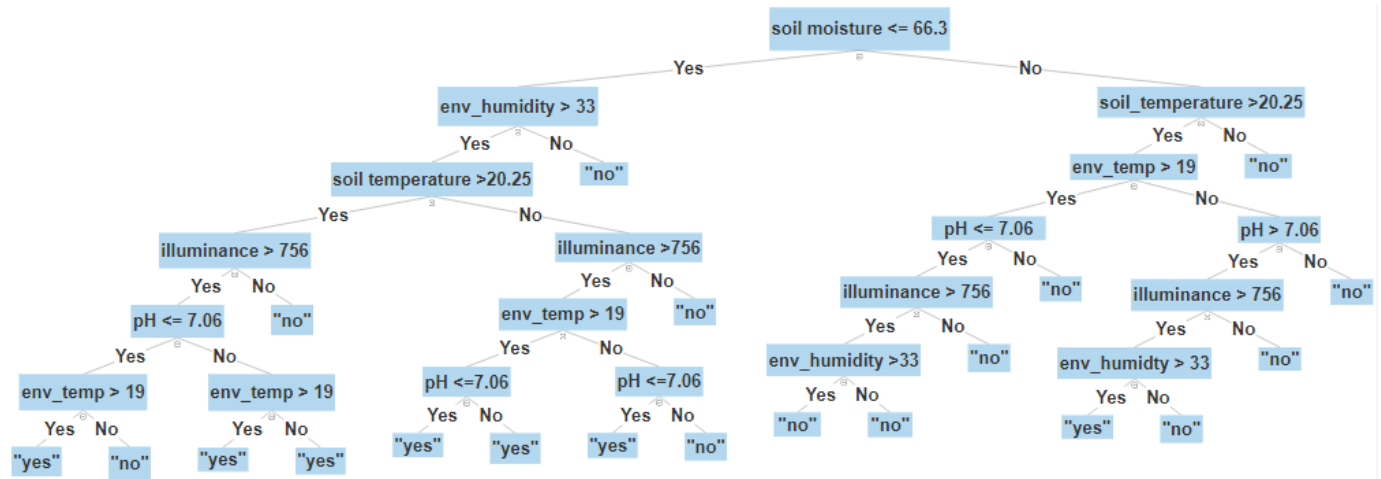 soil moisture <= 66.3
Yes No
env_humidity > 33 soil_temperature >20.25
Yes No Yes No
soil temperature >20.25 "no" env_temp > 19 "no"
Yes No Yes No
illuminance > 756 illuminance >756 pH <= 7.06 pH > 7.06
Yes No Yes No Yes No Yes No
pH <= 7.06 "no" env_temp > 19 "no" illuminance > 756 "no" illuminance > 756 "no"
Yes No Yes No Yes No Yes No
env_temp > 19 env_temp > 19 pH <=7.06 pH <=7.06 env_humidity >33 "no" env_humidty > 33 "no"
Yes No Yes No Yes No Yes No Yes No Yes No
"yes" "no" "yes" "yes" "yes" "yes" "yes" "no" "no" "no" "yes" "no"